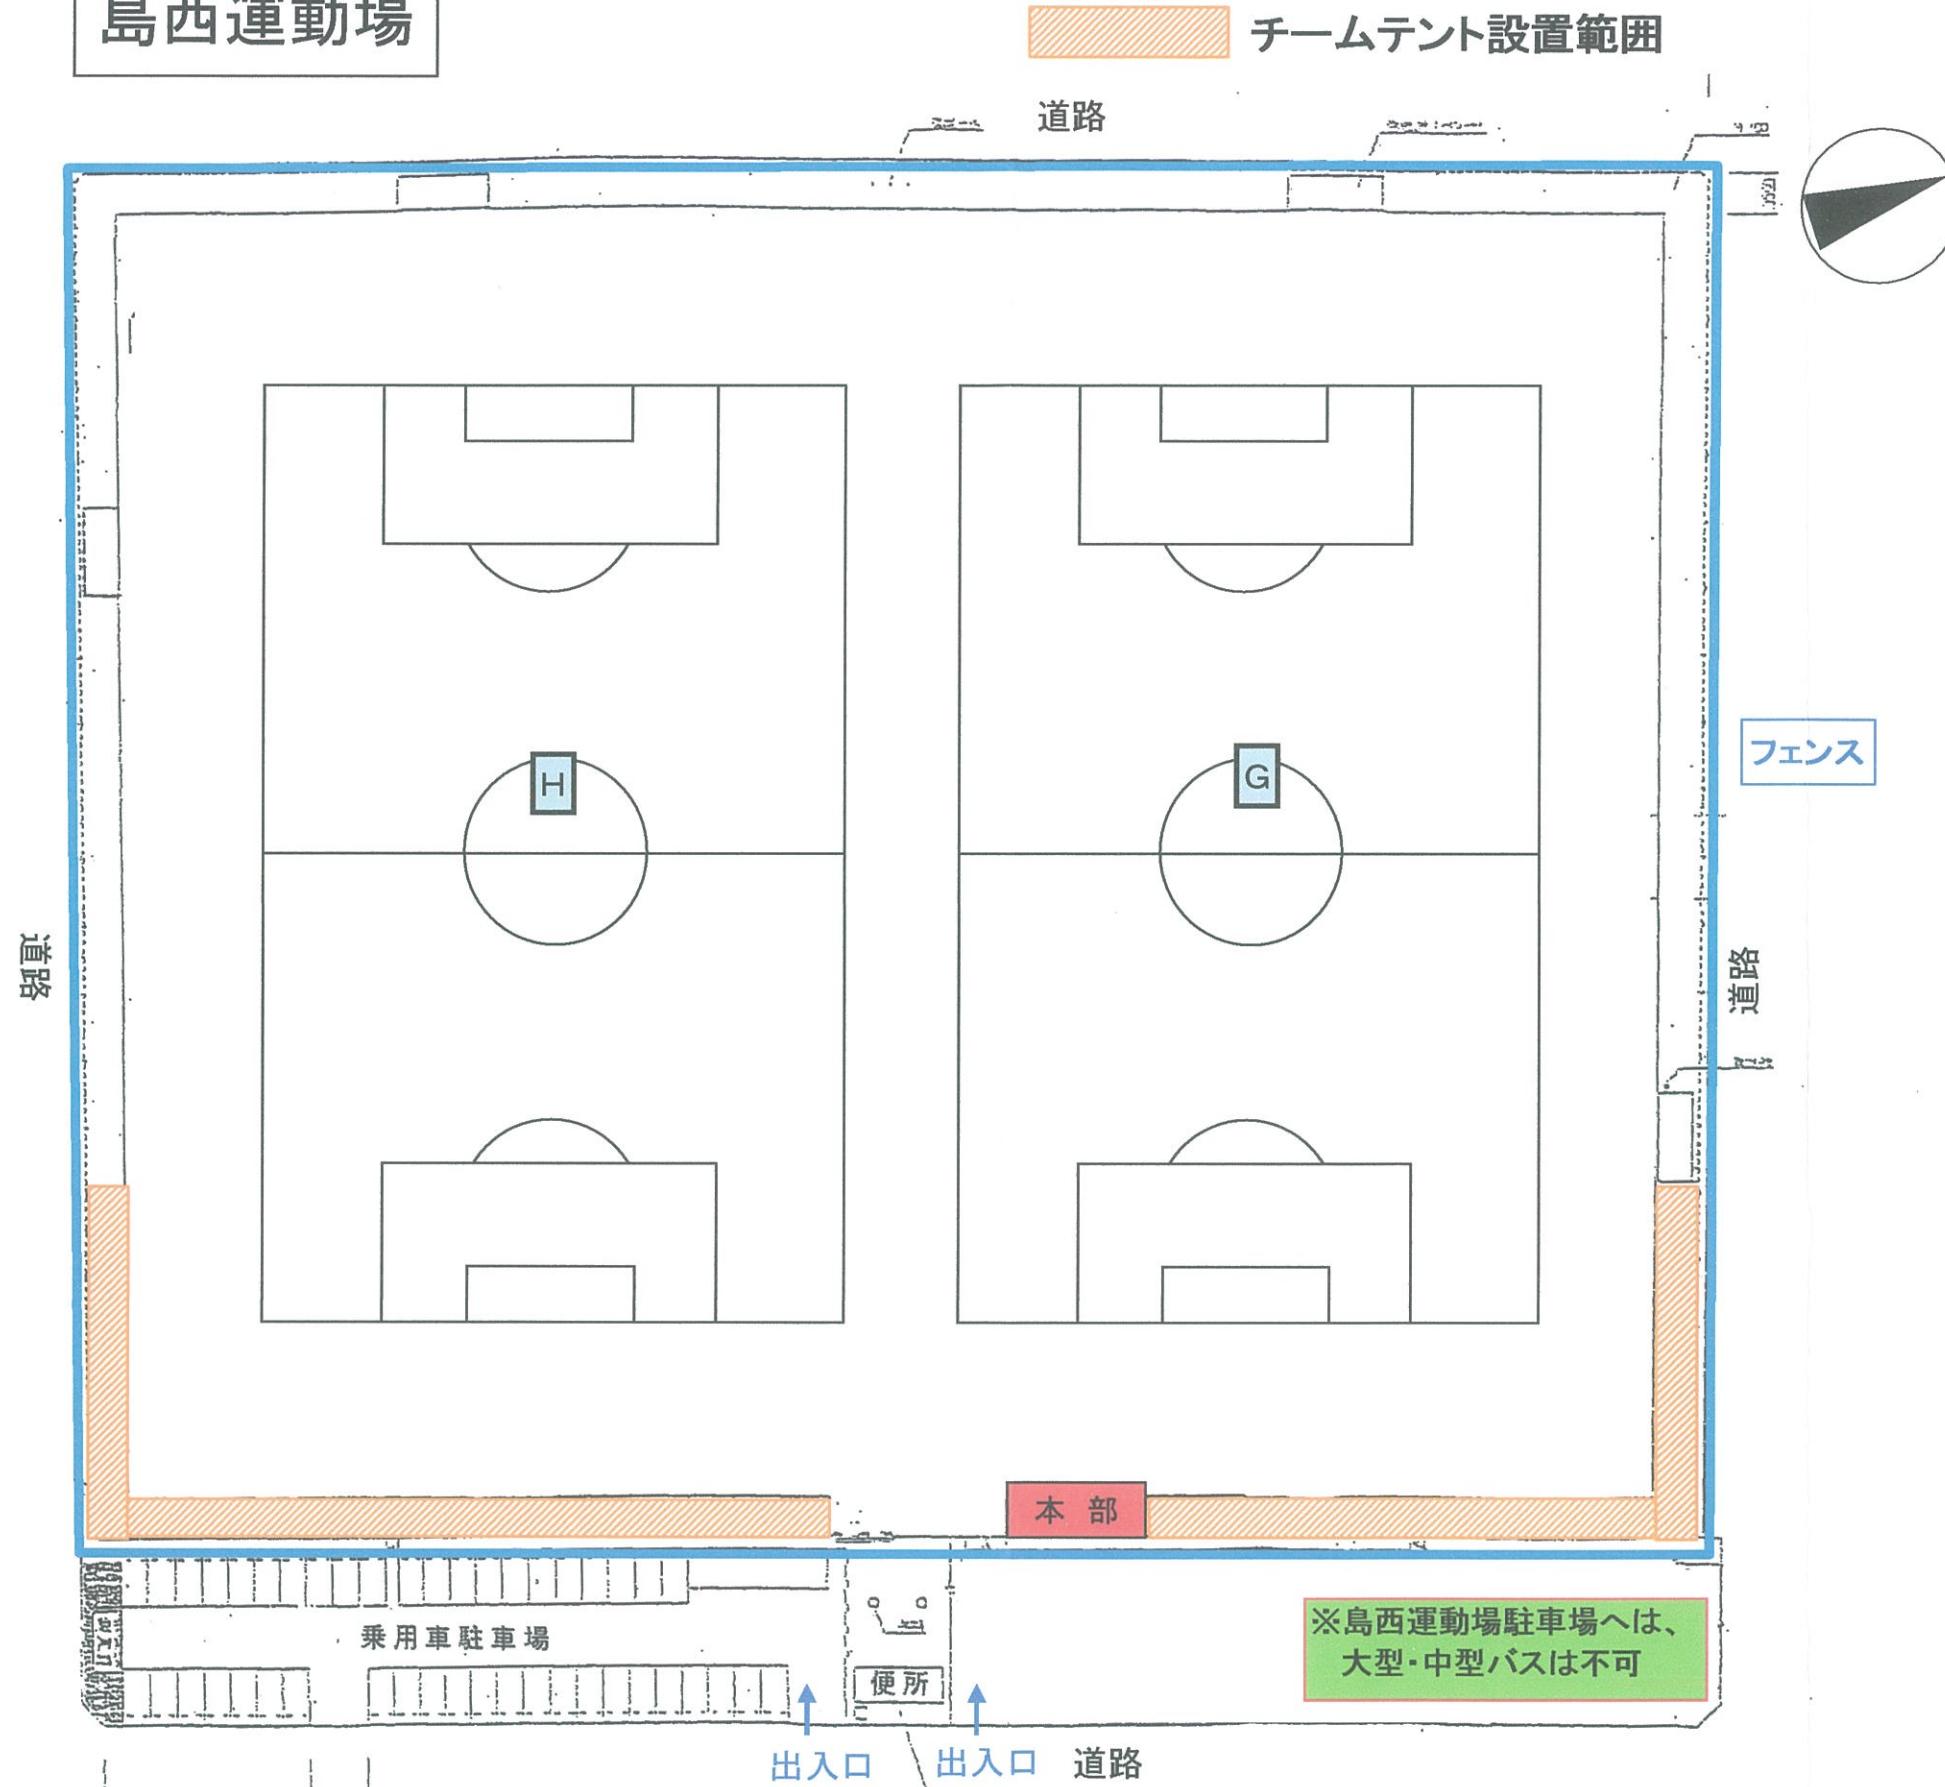 島西運動場
チームテント設置範囲
道路
H
G
フェンス
道路
道路
本部
乗用車駐車場
便所
※島西運動場駐車場へは、
大型・中型バスは不可
出入口
出入口
道路